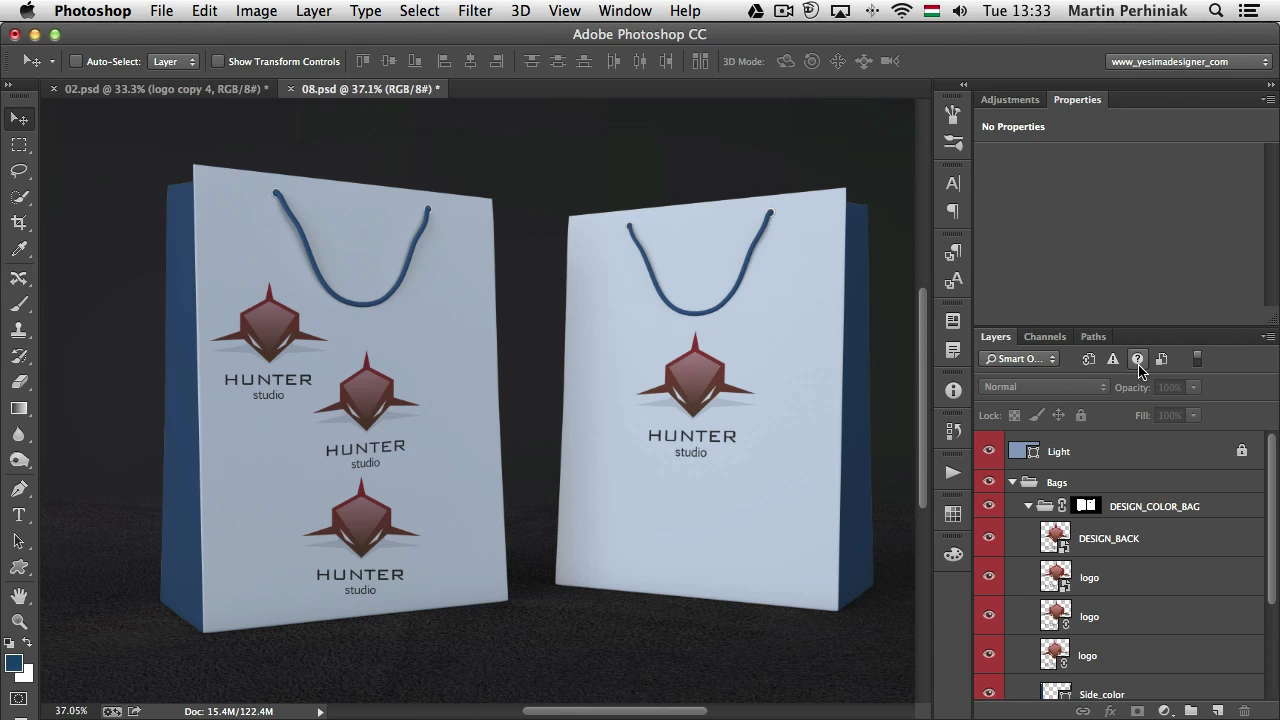 Photoshop File Edit Image Layer Type Select Filter 3D View Window Help Tue 13:33 Martin Perhiniak
Adobe Photoshop CC
Auto-Select: Layer Show Transform Controls 3D Mode: www_yesimadesigner_com
× 02.psd @ 33.3% (logo copy 4, RGB/8#) * × 08.psd @ 37.1% (RGB/8#) *
Adjustments Properties
No Properties
HUNTER
studio
HUNTER
studio
HUNTER
studio
HUNTER
studio
Layers Channels Paths
Smart O...
Normal Opacity: 100%
Lock: Fill: 100%
Light
Bags
DESIGN_COLOR_BAG
DESIGN_BACK
logo
logo
logo
Side_color
37.05% Doc: 15.4M/122.4M